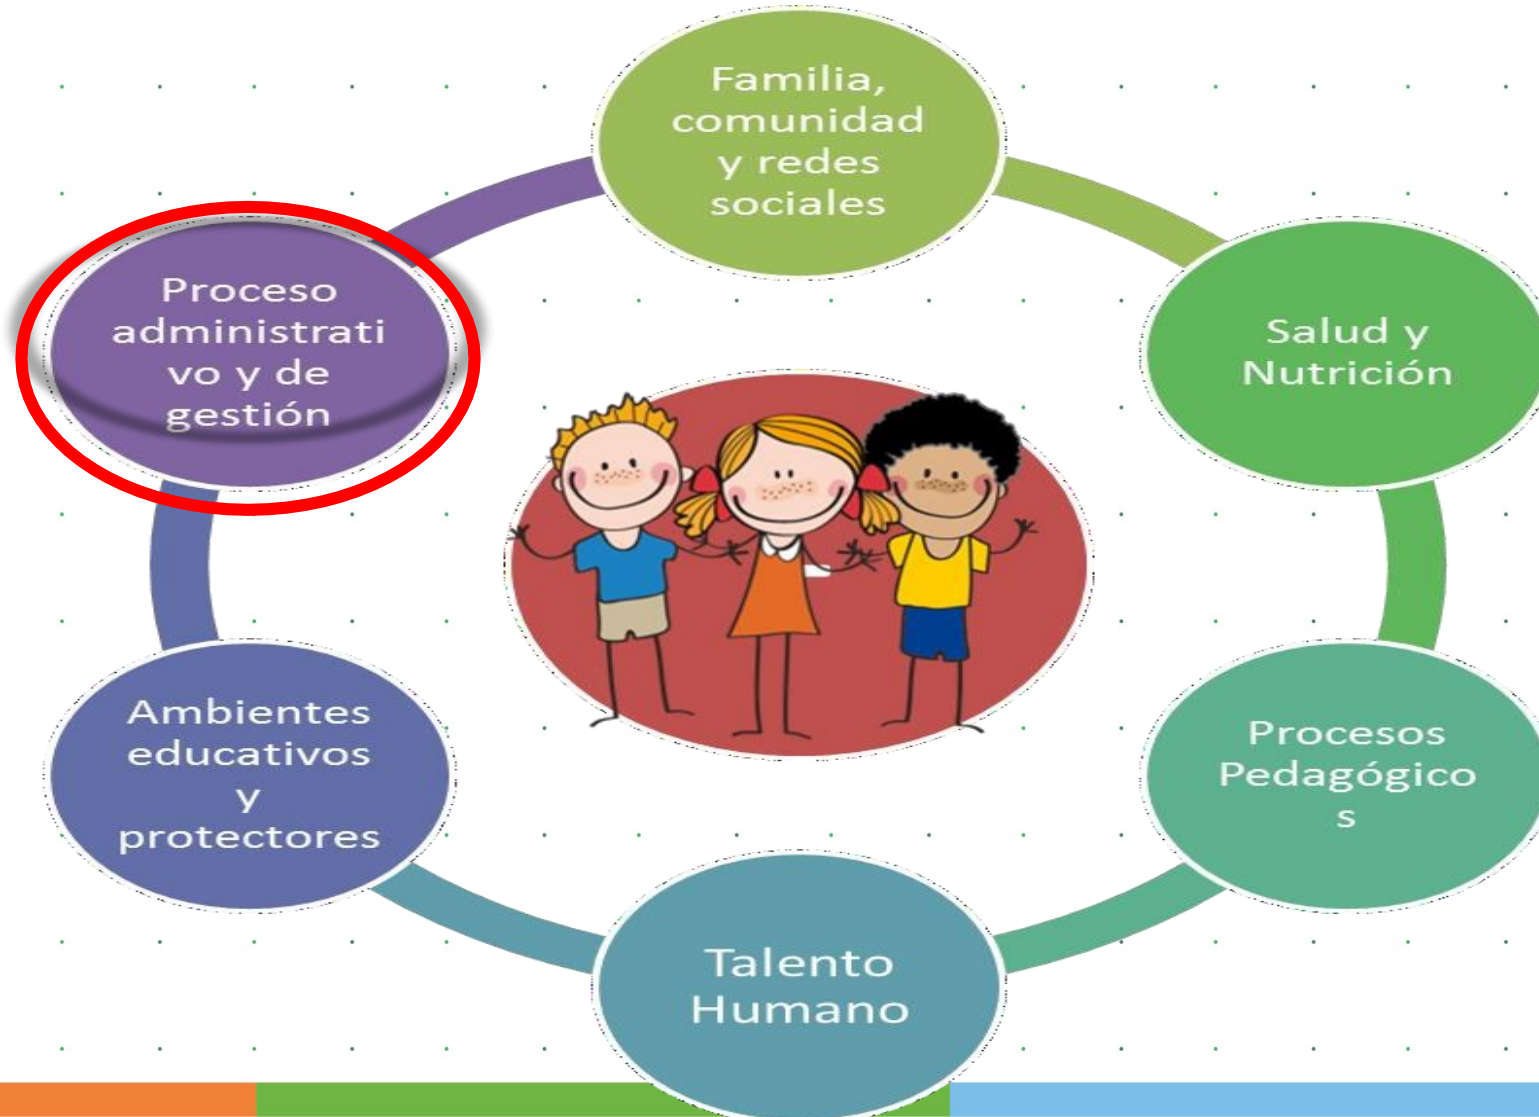 Familia,
comunidad
y redes
sociales
Salud y
Nutrición
Procesos
Pedagógico
s
Talento
Humano
Ambientes
educativos
y
protectores
Proceso
administrati
vo y de
gestión